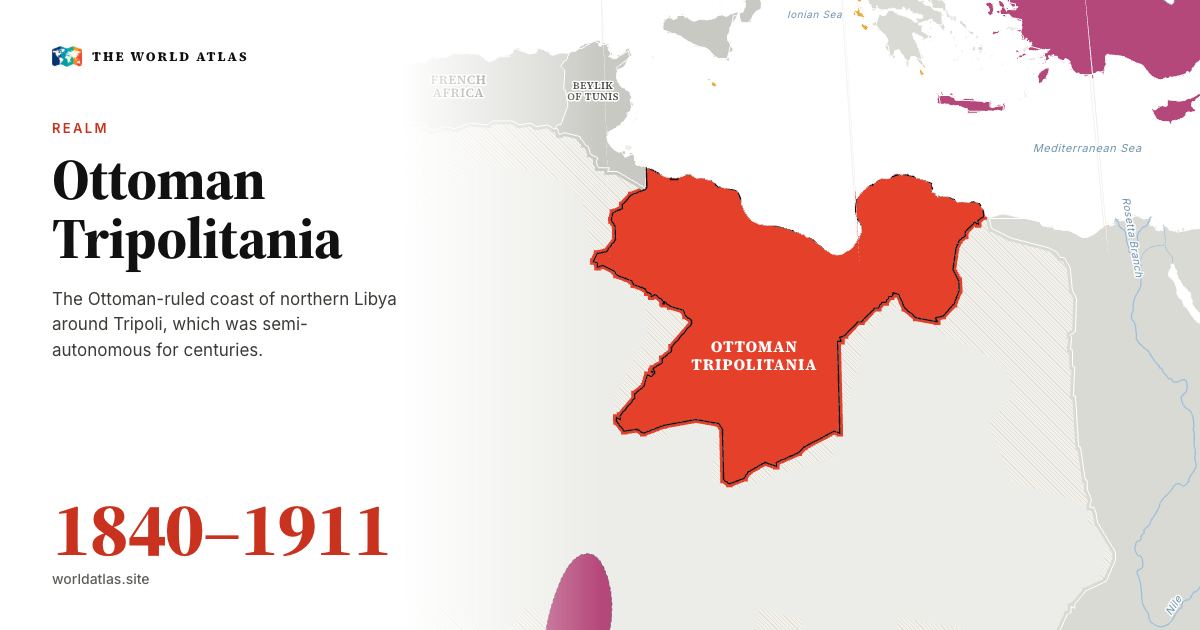 THE WORLD ATLAS
REALM
Ottoman
Tripolitania
The Ottoman-ruled coast of northern Libya
around Tripoli, which was semi-
autonomous for centuries.
1840–1911
worldatlas.site
Ionian Sea
FRENCH
AFRICA
BEYLIK
OF TUNIS
Mediterranean Sea
Rosetta Branch
OTTOMAN
TRIPOLITANIA
Nile